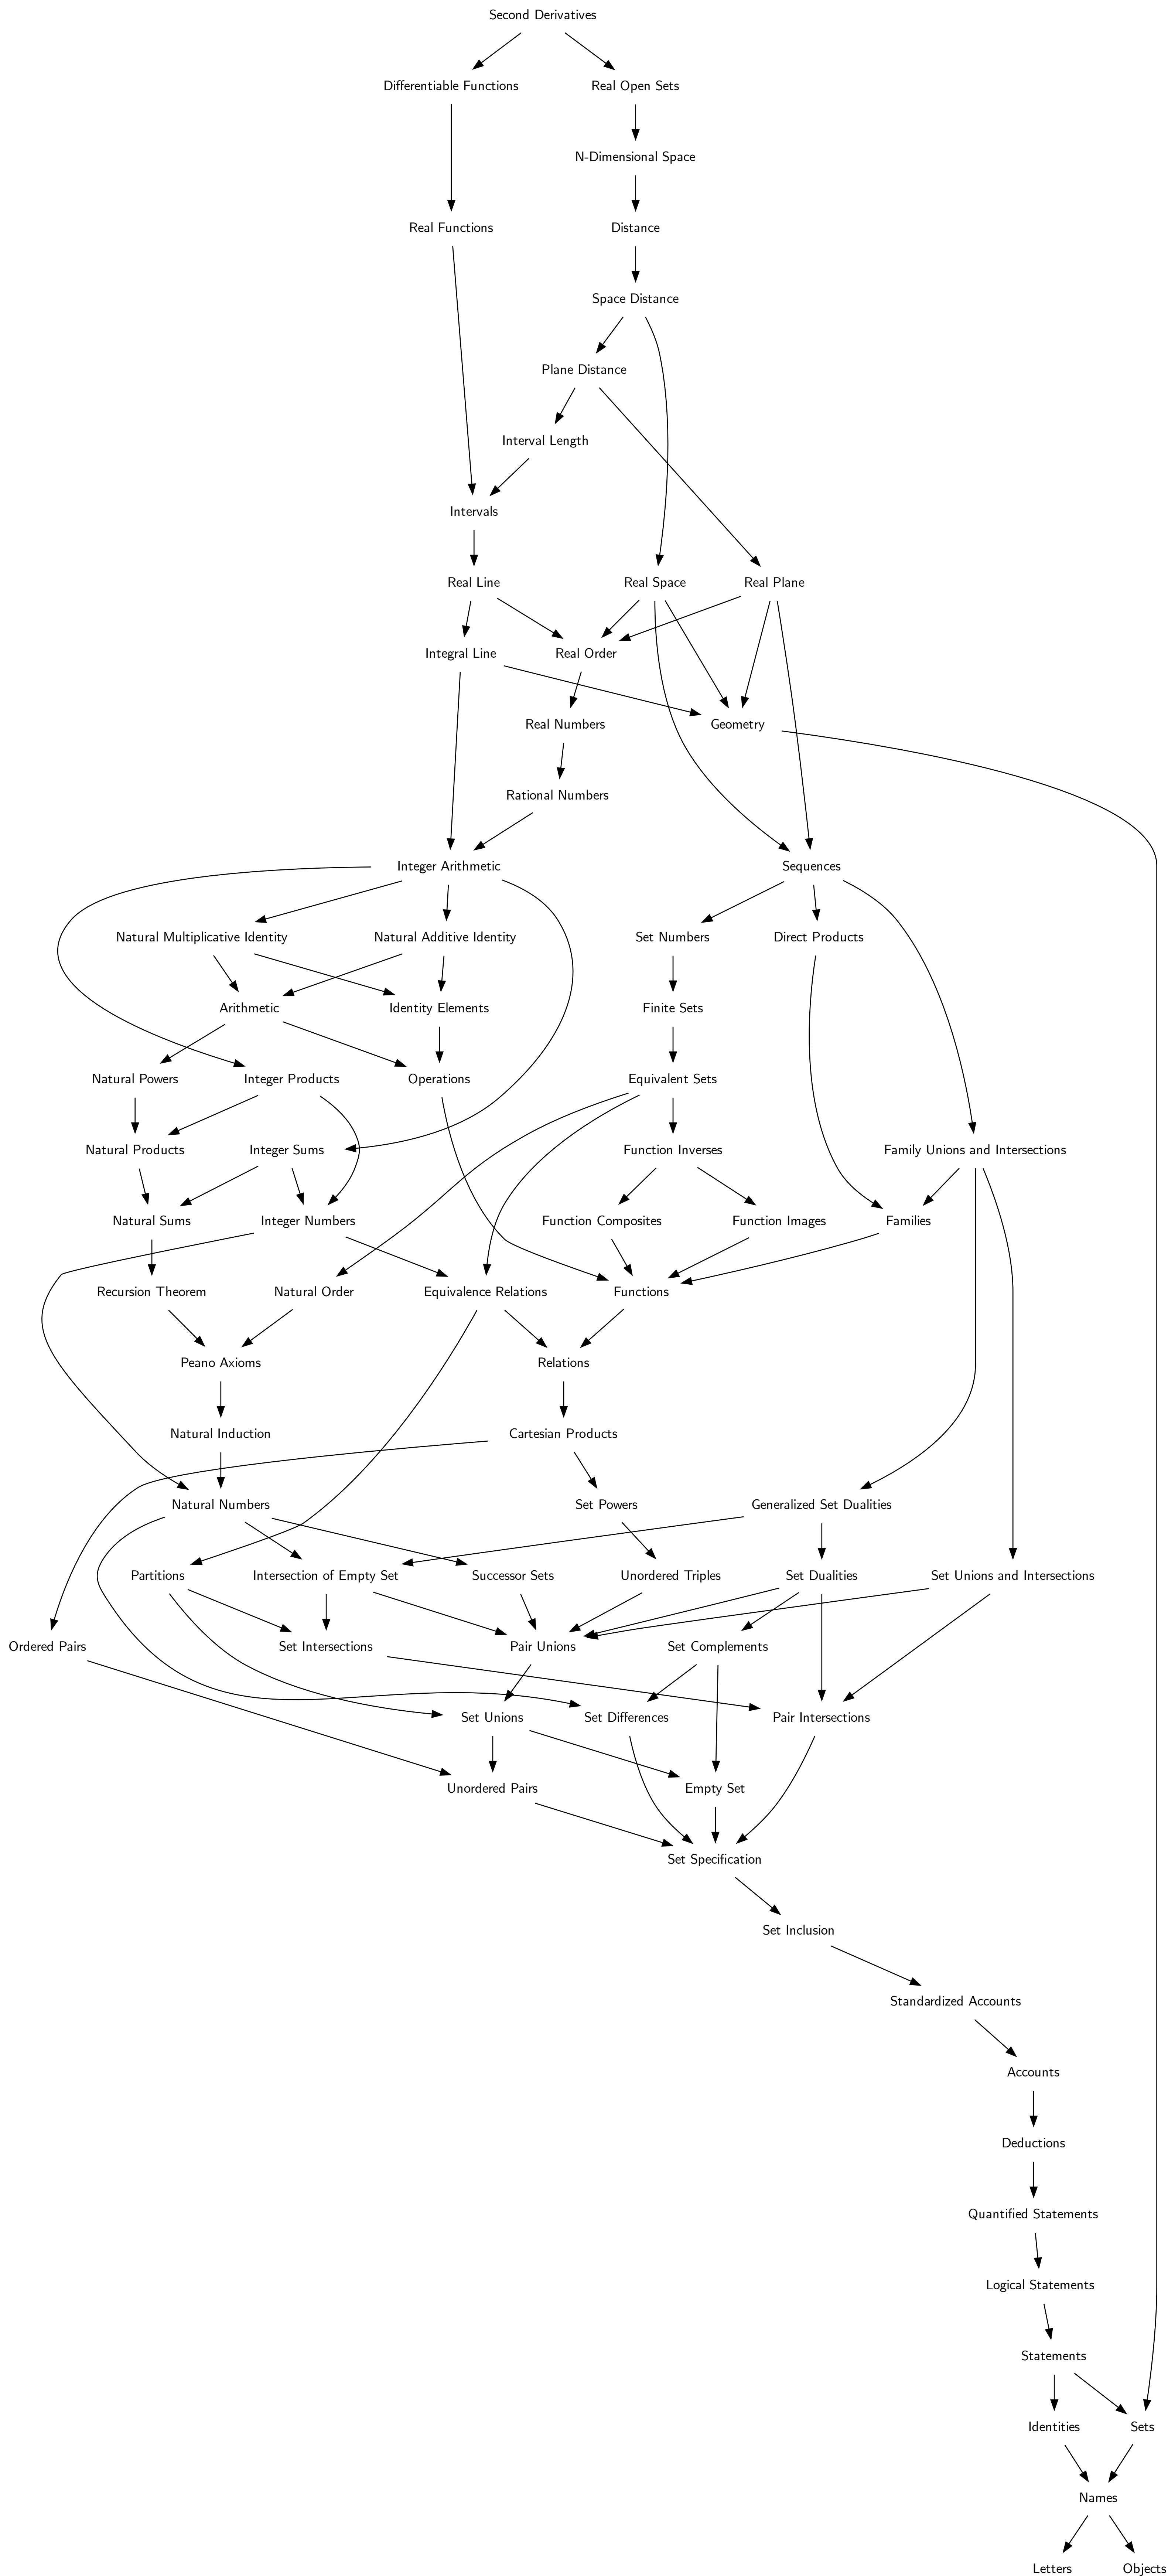 Second Derivatives
Differentiable Functions
Real Open Sets
N-Dimensional Space
Real Functions
Distance
Space Distance
Plane Distance
Interval Length
Intervals
Real Line
Real Space
Real Plane
Integral Line
Real Order
Real Numbers
Geometry
Rational Numbers
Integer Arithmetic
Sequences
Natural Multiplicative Identity
Natural Additive Identity
Set Numbers
Direct Products
Arithmetic
Identity Elements
Finite Sets
Natural Powers
Integer Products
Operations
Equivalent Sets
Natural Products
Integer Sums
Function Inverses
Family Unions and Intersections
Natural Sums
Integer Numbers
Function Composites
Function Images
Families
Recursion Theorem
Natural Order
Equivalence Relations
Functions
Peano Axioms
Relations
Natural Induction
Cartesian Products
Natural Numbers
Set Powers
Generalized Set Dualities
Partitions
Intersection of Empty Set
Successor Sets
Unordered Triples
Set Dualities
Set Unions and Intersections
Ordered Pairs
Set Intersections
Pair Unions
Set Complements
Set Unions
Set Differences
Pair Intersections
Unordered Pairs
Empty Set
Set Specification
Set Inclusion
Standardized Accounts
Accounts
Deductions
Quantified Statements
Logical Statements
Statements
Identities
Sets
Names
Letters
Objects